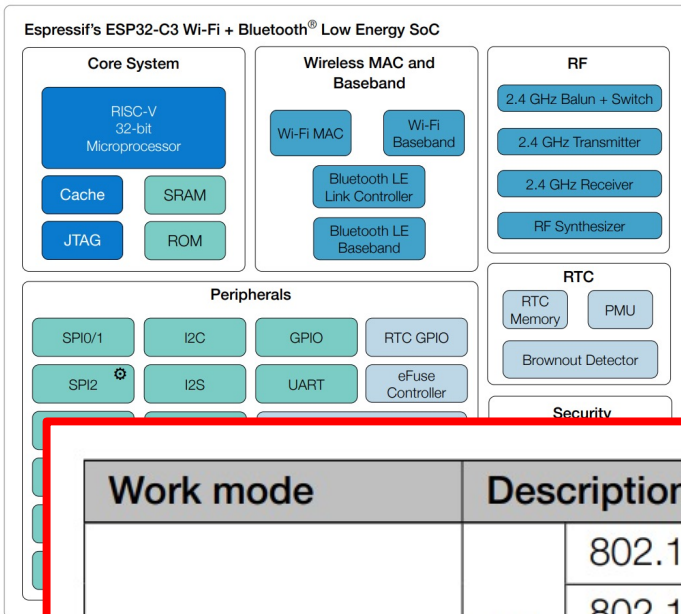 Espressif's ESP32-C3 Wi-Fi + Bluetooth® Low Energy SoC
Core System
RISC-V
32-bit
Microprocessor
Cache
SRAM
JTAG
ROM
Wireless MAC and
Baseband
Wi-Fi MAC
Wi-Fi
Baseband
Bluetooth LE
Link Controller
Bluetooth LE
Baseband
RF
2.4 GHz Balun + Switch
2.4 GHz Transmitter
2.4 GHz Receiver
RF Synthesizer
RTC
RTC
Memory
PMU
Brownout Detector
Peripherals
SPI0/1
I2C
GPIO
RTC GPIO
SPI2
I2S
UART
eFuse
Controller
Security
Work mode
Description
802.1
802.1